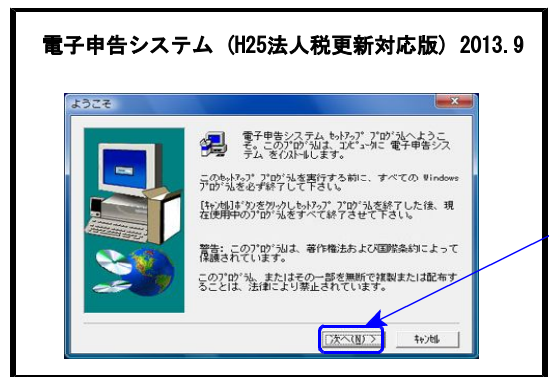 電子申告システム（H25法人税更新対応版）2013.9
ようこそ
電子申告システム ｾｯﾄｱｯﾌﾟ ﾌﾟﾛｸﾞﾗﾑへようこ
そ。このﾌﾟﾛｸﾞﾗﾑは、ｺﾝﾋﾟｭｰﾀに 電子申告シス
テム をｲﾝｽﾄｰﾙします。
このｾｯﾄｱｯﾌﾟ ﾌﾟﾛｸﾞﾗﾑを実行する前に、すべての Windows
ﾌﾟﾛｸﾞﾗﾑを必ず終了して下さい。
[ｷｬﾝｾﾙ]ﾎﾞﾀﾝをｸﾘｯｸしｾｯﾄｱｯﾌﾟ ﾌﾟﾛｸﾞﾗﾑを終了した後、現
在使用中のﾌﾟﾛｸﾞﾗﾑをすべて終了させて下さい。
警告: このﾌﾟﾛｸﾞﾗﾑは、著作権法および国際条約によって
保護されています。
このﾌﾟﾛｸﾞﾗﾑ、またはその一部を無断で複製または配布す
ることは、法律により禁止されています。
次へ(N) >
ｷｬﾝｾﾙ